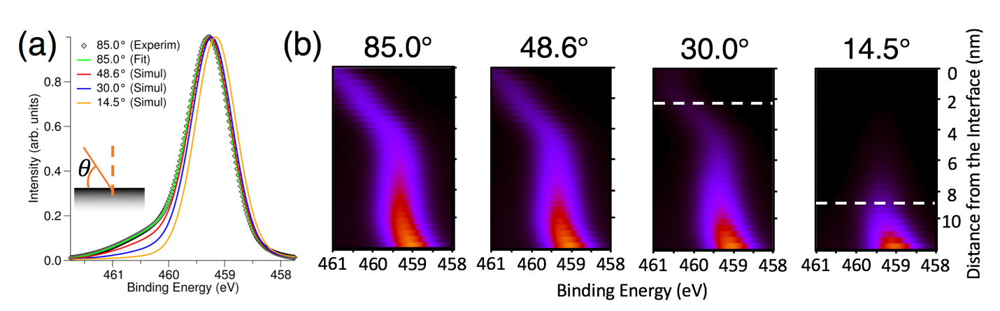 (a)
85.0° (Experim)
85.0° (Fit)
48.6° (Simul)
30.0° (Simul)
14.5° (Simul)
0.8
0.6
0.4
0.2
0.0
Intensity (arb. units)
θ
461 460 459 458
Binding Energy (eV)
(b)
85.0° 48.6° 30.0° 14.5°
0
2
4
6
8
10
Distance from the Interface (nm)
461 460 459 458 461 460 459 458 461 460 459 458 461 460 459 458
Binding Energy (eV)